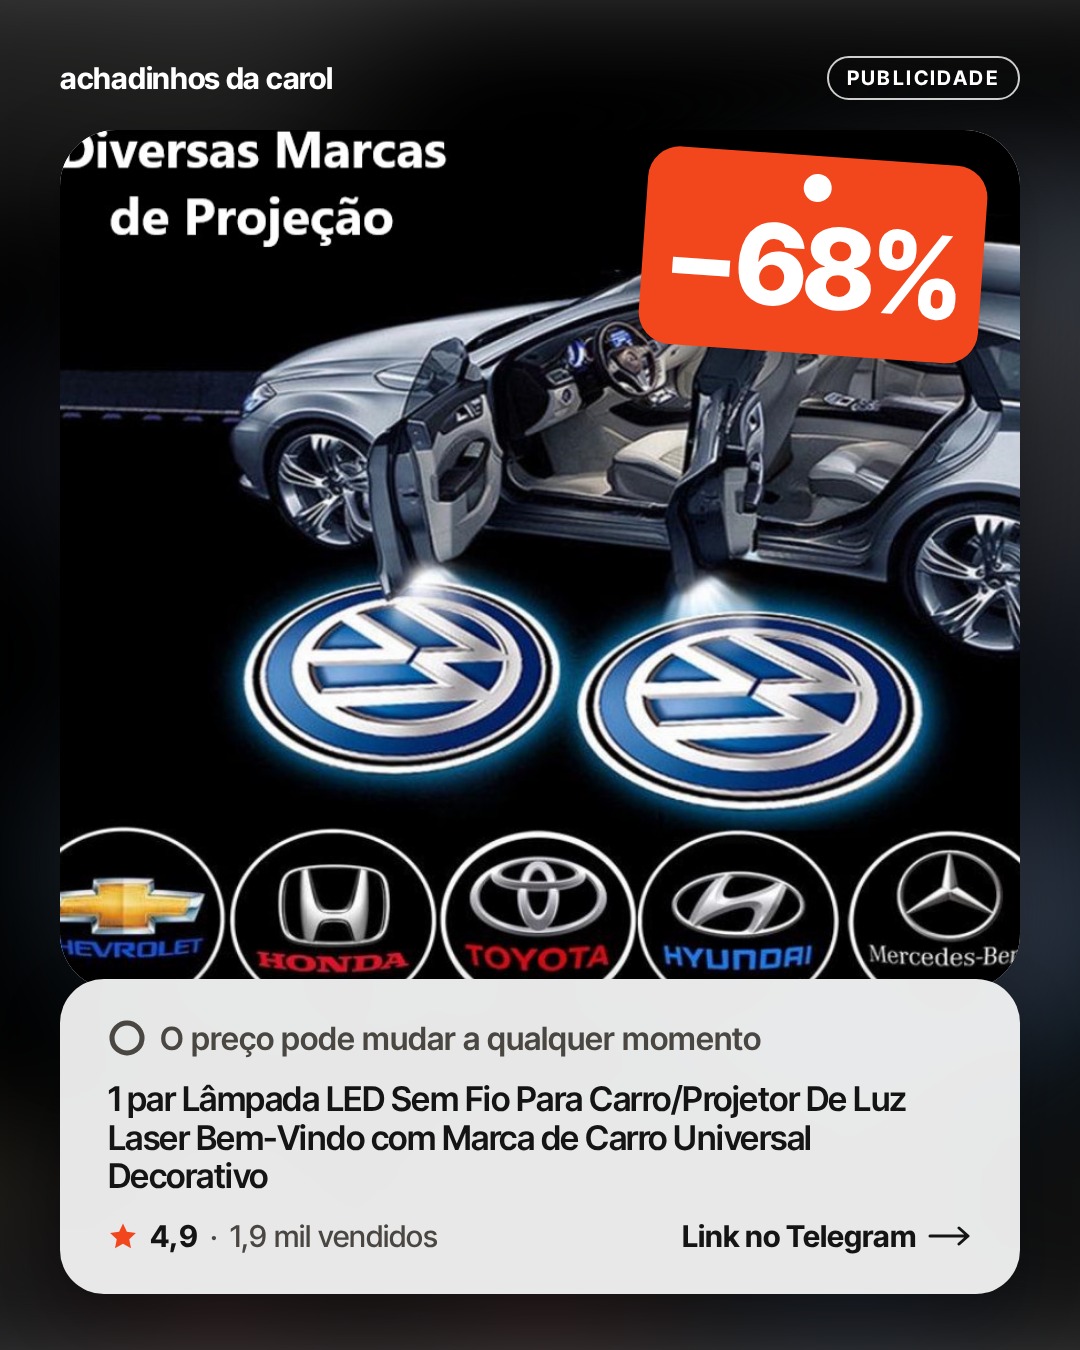 achadinhos da carol
PUBLICIDADE
Diversas Marcas
de Projeção
−68%
HEVROLET
HONDA
TOYOTA
HYUNDAI
Mercedes-Ben
O preço pode mudar a qualquer momento
1 par Lâmpada LED Sem Fio Para Carro/Projetor De Luz
Laser Bem-Vindo com Marca de Carro Universal
Decorativo
4,9 · 1,9 mil vendidos
Link no Telegram →